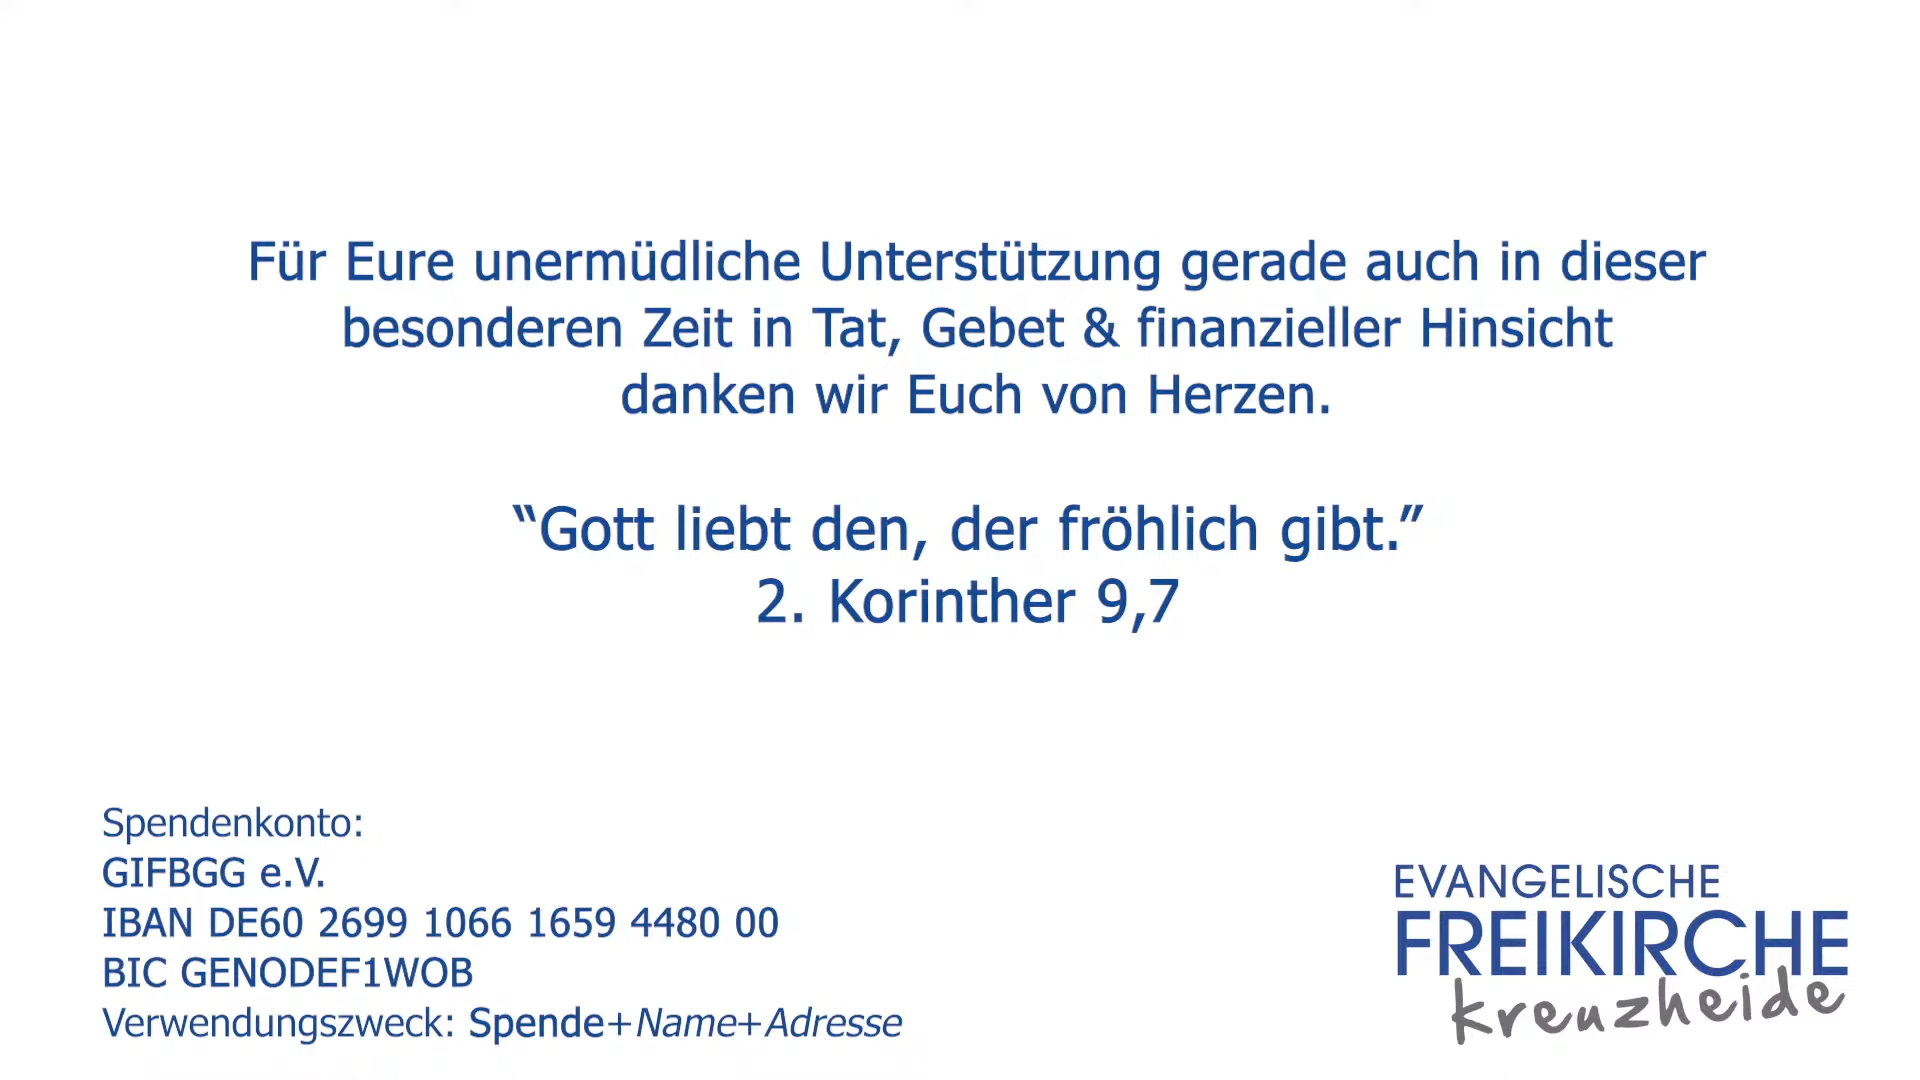 Für Eure unermüdliche Unterstützung gerade auch in dieser
besonderen Zeit in Tat, Gebet & finanzieller Hinsicht
danken wir Euch von Herzen.
“Gott liebt den, der fröhlich gibt.”
2. Korinther 9,7
Spendenkonto:
GIFBGG e.V.
IBAN DE60 2699 1066 1659 4480 00
BIC GENODEF1WOB
Verwendungszweck: Spende+Name+Adresse
EVANGELISCHE
FREIKIRCHE
kreuzheide